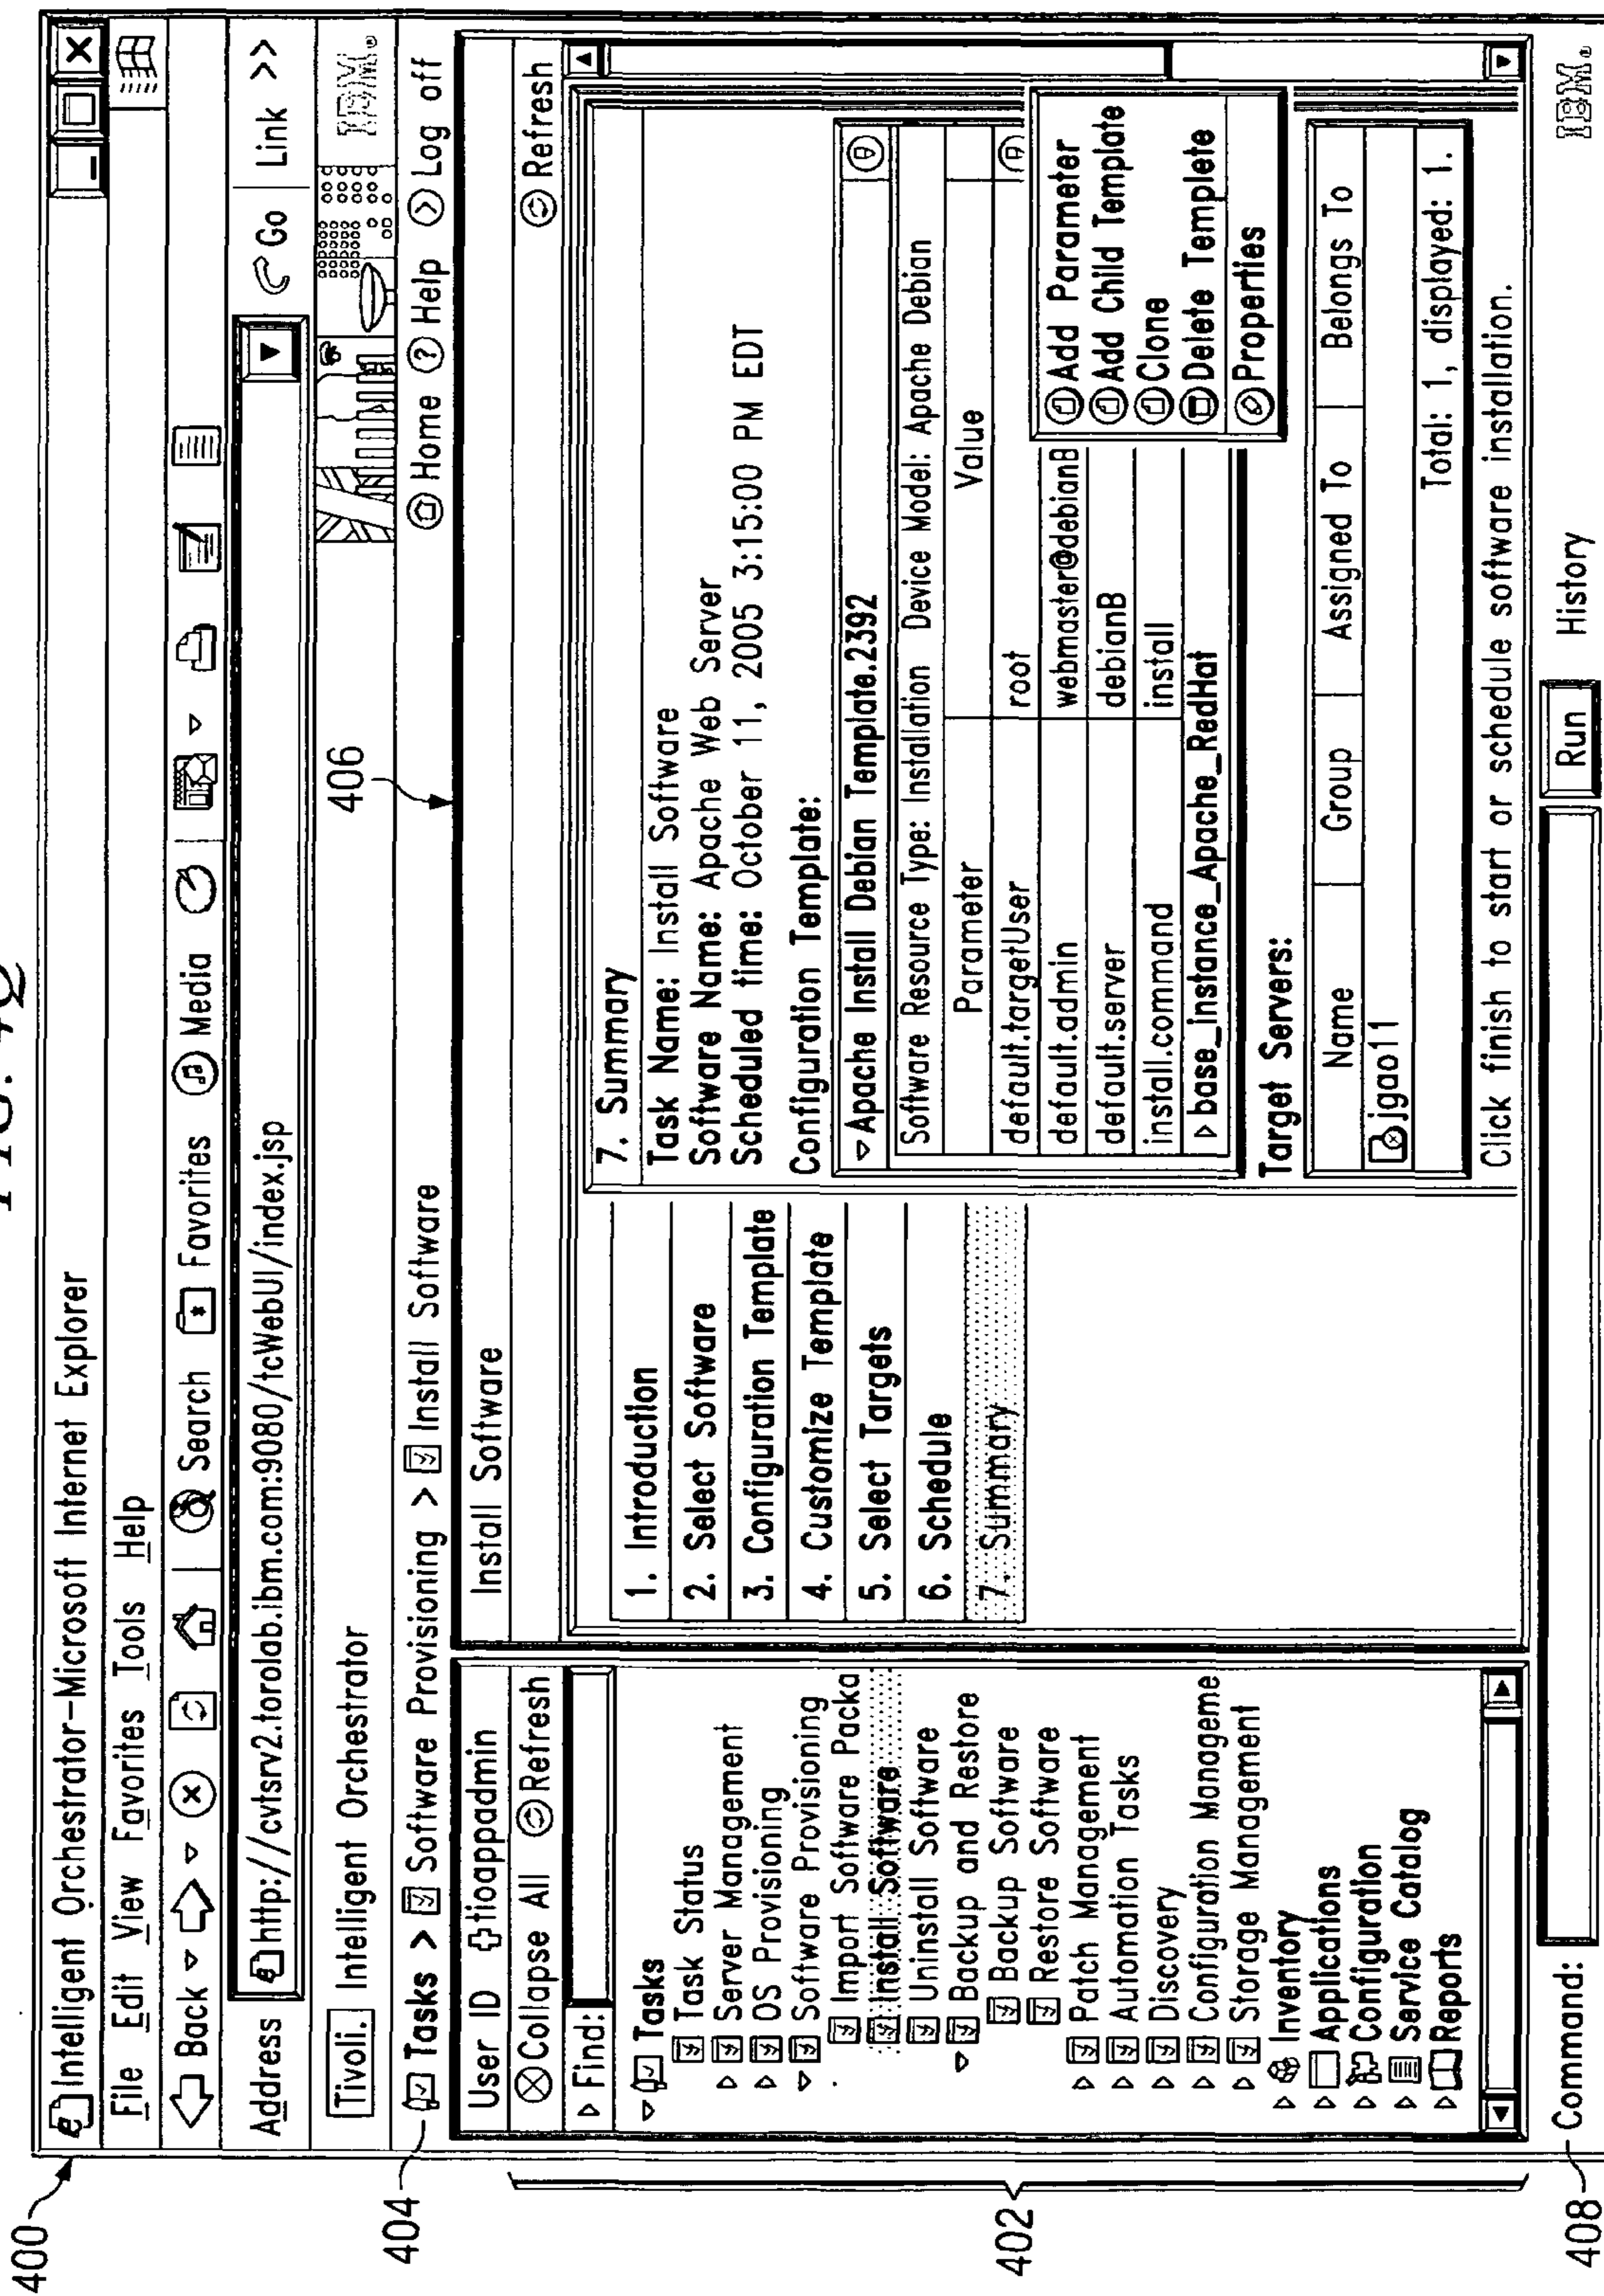 400
Intelligent Orchestrator-Microsoft Internet Explorer
File Edit View Favorites Tools Help
Back Search Favorites Media
Address http://cvtsrv2.torolab.ibm.com:9080/tcWebUI/index.jsp Go Link >>
Tivoli. Intelligent Orchestrator IBM.
406
404
Tasks > Software Provisioning > Install Software Home ? Help > Log off
User ID tioappadmin
Collapse All Refresh
Find:
Tasks
Task Status
Server Management
OS Provisioning
Software Provisioning
Import Software Packa
Install Software
Uninstall Software
Backup and Restore
Backup Software
Restore Software
Patch Management
Automation Tasks
Discovery
Configuration Manageme
Storage Management
Inventory
Applications
Configuration
Service Catalog
Reports
402
Install Software
Refresh
1. Introduction
2. Select Software
3. Configuration Template
4. Customize Template
5. Select Targets
6. Schedule
7. Summary
7. Summary
Task Name: Install Software
Software Name: Apache Web Server
Scheduled time: October 11, 2005 3:15:00 PM EDT
Configuration Template:
Apache Install Debian Template.2392
Software Resource Type: Installation Device Model: Apache Debian
Parameter Value
default.targetUser root
default.admin webmaster@debianB
default.server debianB
install.command install
base_instance_Apache_RedHat
Add Parameter
Add Child Template
Clone
Delete Templete
Properties
Target Servers:
Name Group Assigned To Belongs To
jgao11
Total: 1, displayed: 1.
Click finish to start or schedule software installation.
408
Command: Run History IBM.